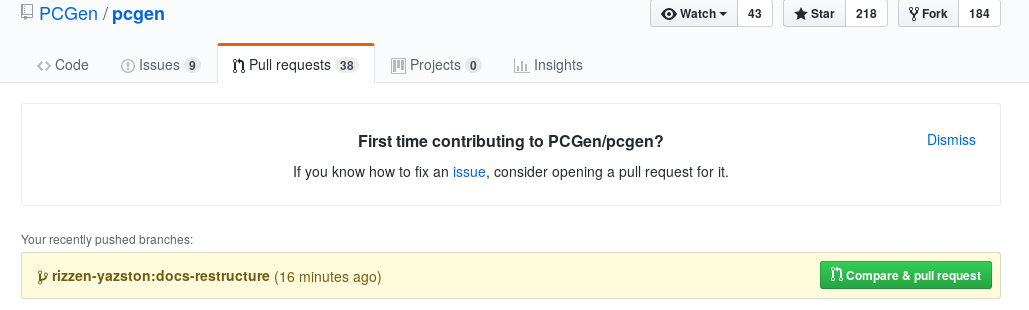 PCGen / pcgen Watch 43 Star 218 Fork 184
Code Issues 9 Pull requests 38 Projects 0 Insights
First time contributing to PCGen/pcgen? Dismiss
If you know how to fix an issue, consider opening a pull request for it.
Your recently pushed branches:
rizzen-yazston:docs-restructure (16 minutes ago) Compare & pull request